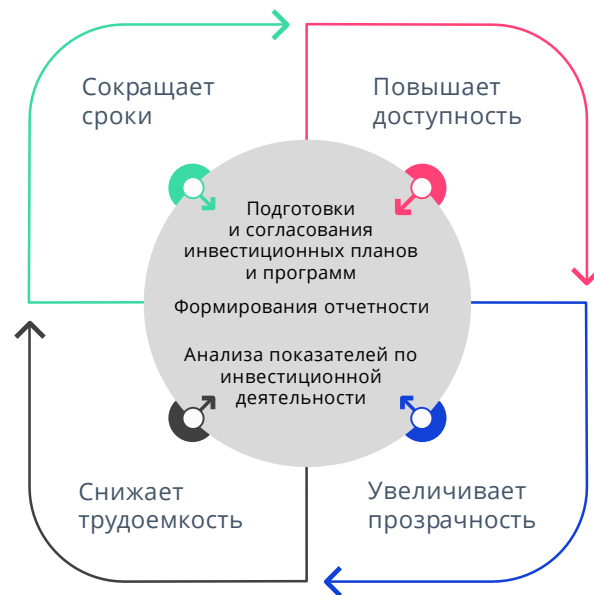 Сокращает
сроки
Повышает
доступность
Подготовки
и согласования
инвестиционных планов
и программ
Формирования отчетности
Анализа показателей по
инвестиционной
деятельности
Снижает
трудоемкость
Увеличивает
прозрачность